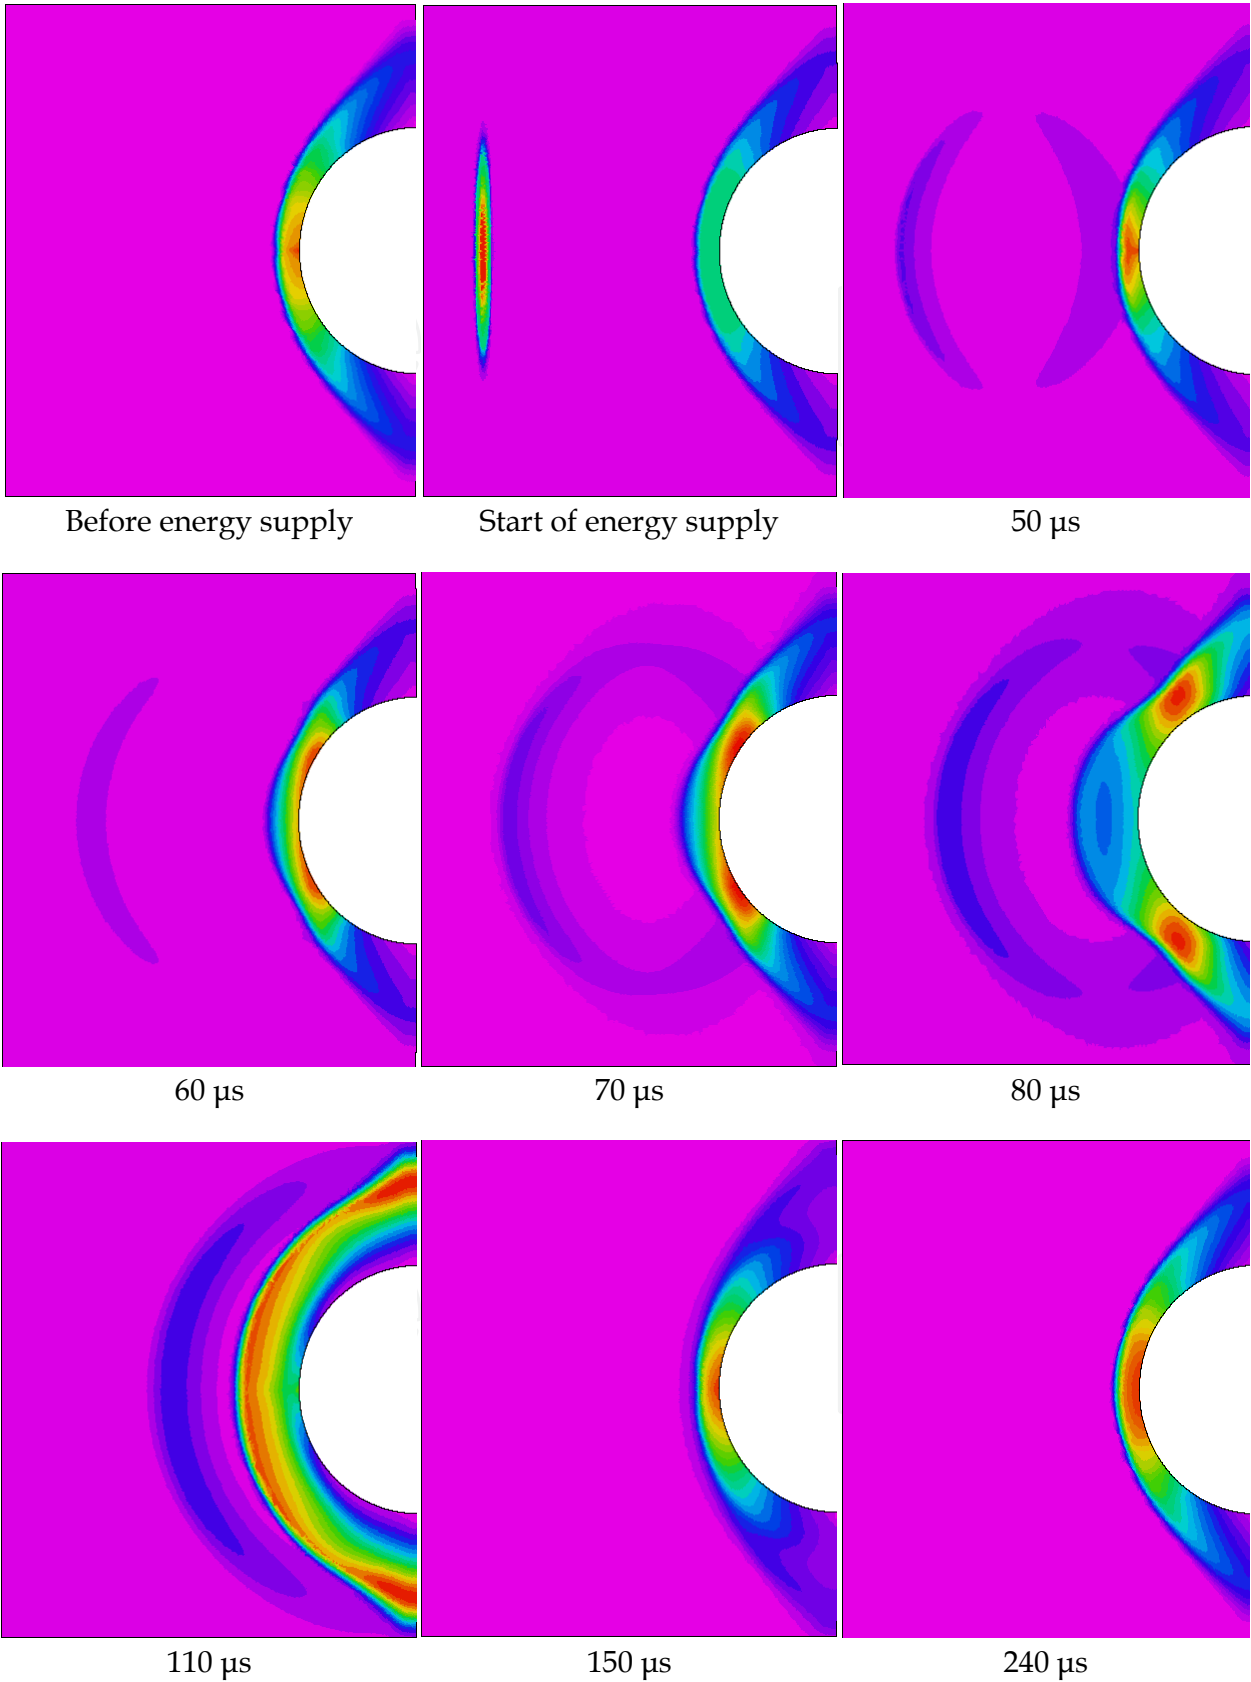 Before energy supply
Start of energy supply
50 μs
60 μs
70 μs
80 μs
110 μs
150 μs
240 μs